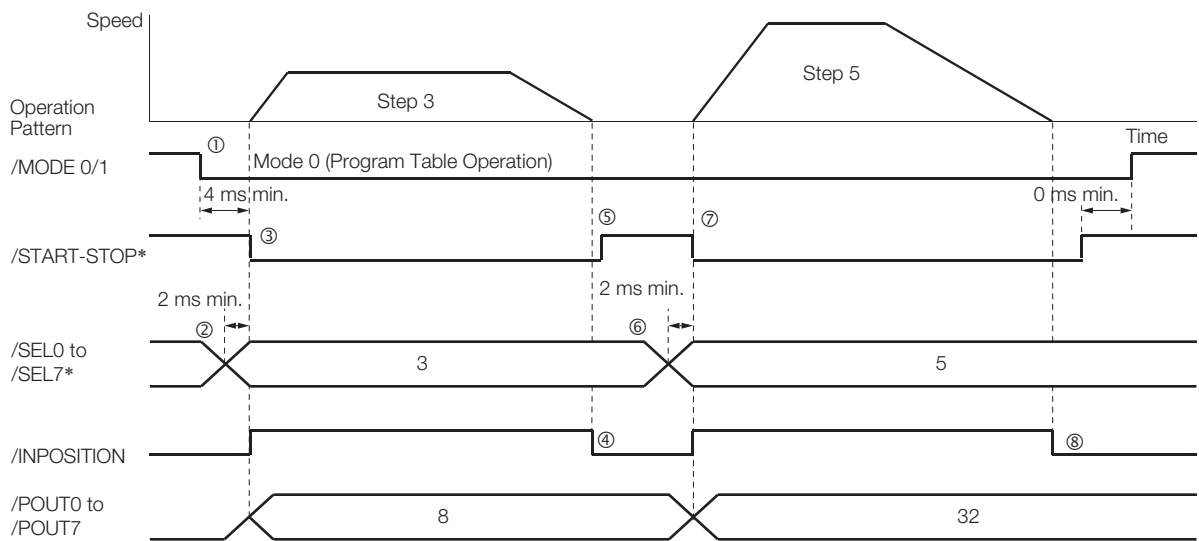 Speed
Step 3
Step 5
Operation
Pattern
Time
①
/MODE 0/1
Mode 0 (Program Table Operation)
4 ms min.
0 ms min.
③
⑤
⑦
/START-STOP*
2 ms min.
2 ms min.
②
⑥
/SEL0 to
/SEL7*
3
5
④
⑧
/INPOSITION
/POUT0 to
/POUT7
8
32